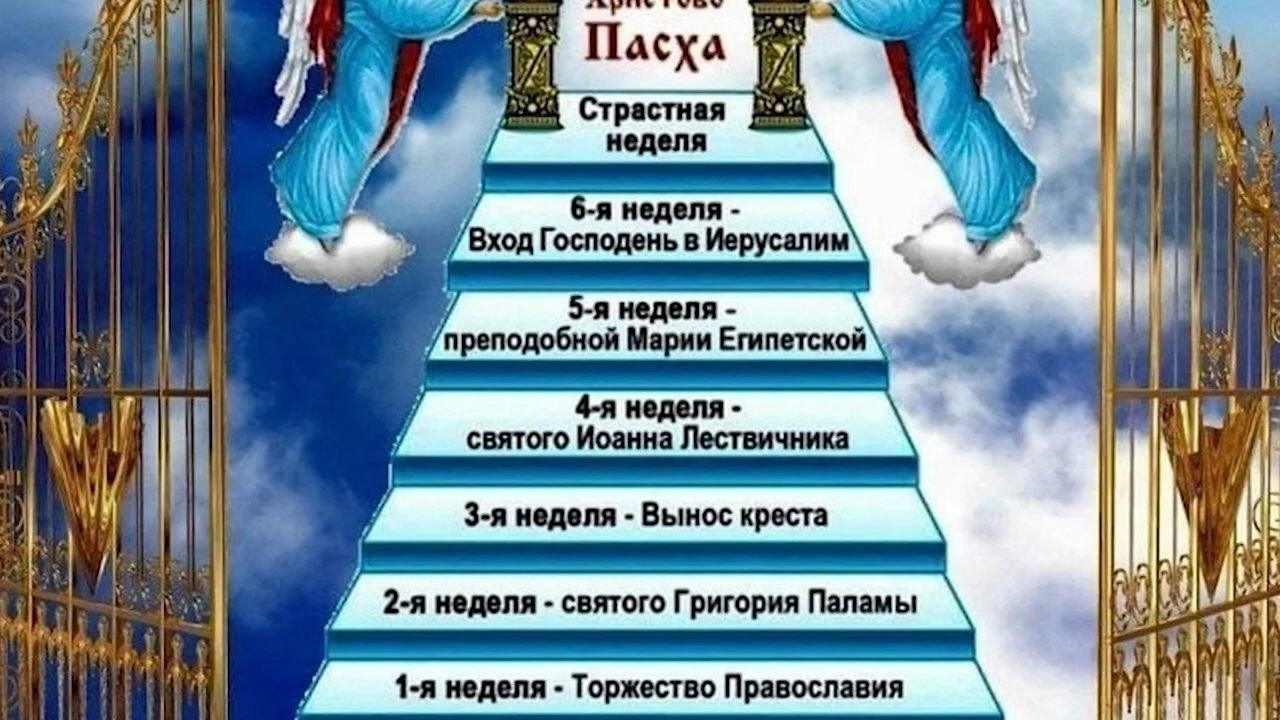 Христово
Пасха
Страстная
неделя
6-я неделя -
Вход Господень в Иерусалим
5-я неделя -
преподобной Марии Египетской
4-я неделя -
святого Иоанна Лествичника
3-я неделя - Вынос креста
2-я неделя - святого Григория Паламы
1-я неделя - Торжество Православия